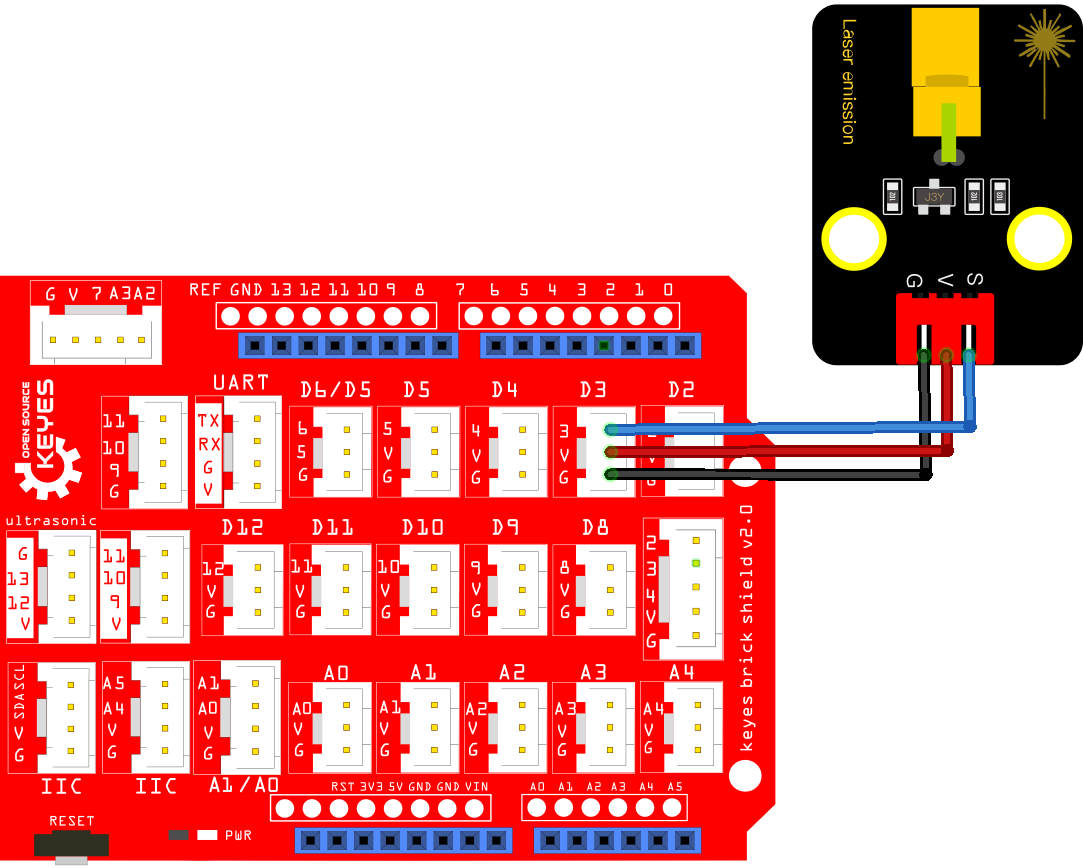 Laser emission
J3Y
102
102
103
G V S
G V 7 A3A2
REF GND 13 12 11 10 9 8 7 6 5 4 3 2 1 0
OPEN SOURCE
KEYES
11
10
9
G
UART
TX
RX
G
V
D6/D5
6
5
G
D5
5
V
G
D4
4
V
G
D3
3
V
G
D2
G
ultrasonic
G
13
12
V
11
10
9
V
D12
12
V
G
D11
11
V
G
D10
10
V
G
D9
9
V
G
D8
8
V
G
2
3
4
V
G
keyes brick shield v2.0
SCL
SDA
V
G
IIC
A5
A4
V
G
IIC
A1
A0
V
G
A1/A0
A0
A0
V
G
A1
A1
V
G
A2
A2
V
G
A3
A3
V
G
A4
A4
V
G
RST 3V3 5V GND GND VIN
A0 A1 A2 A3 A4 A5
RESET
PWR